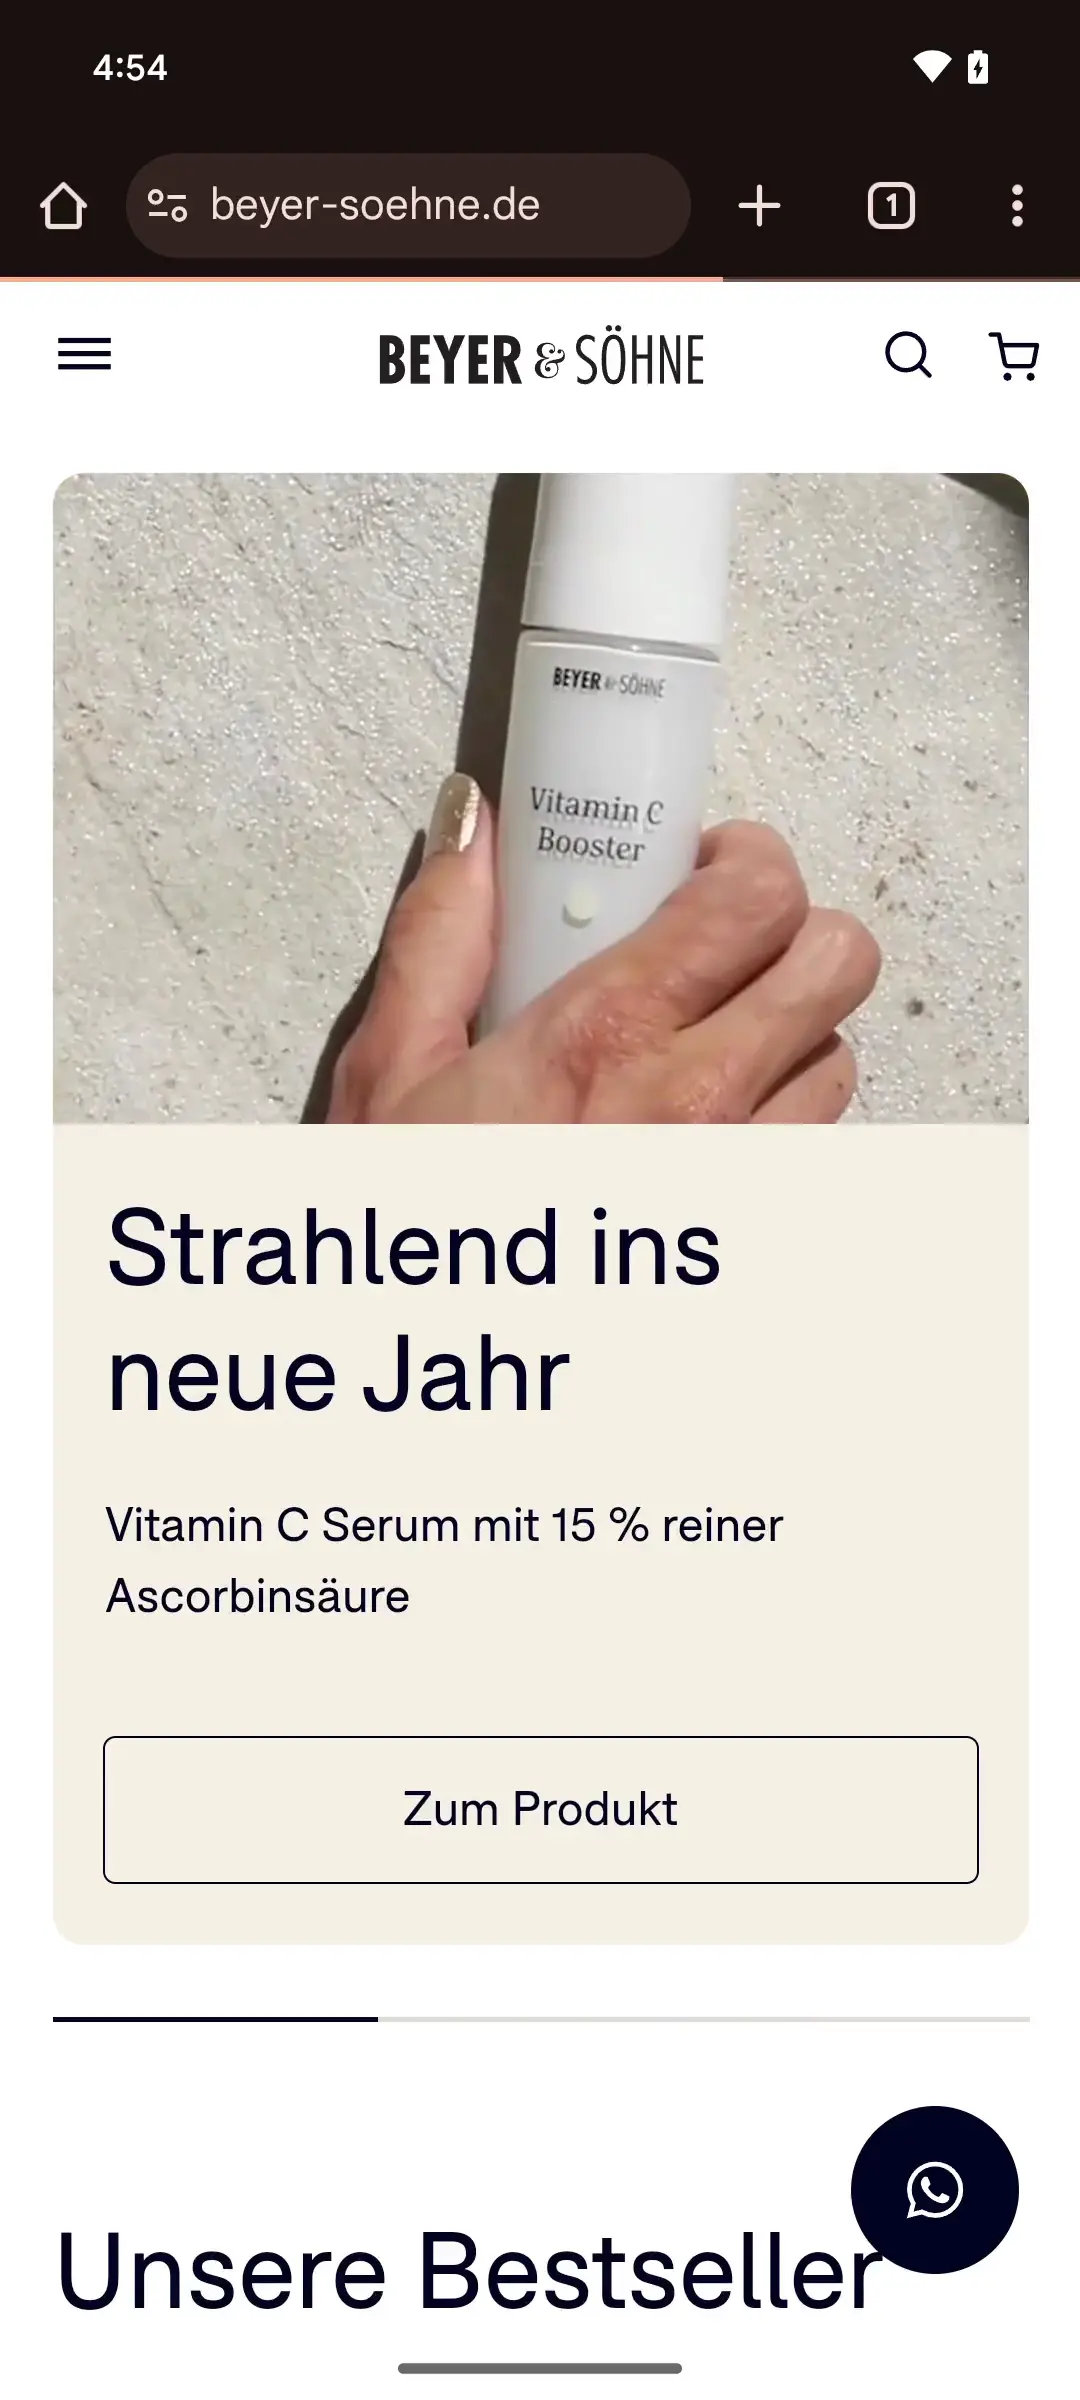 4:54
beyer-soehne.de
1
BEYER & SÖHNE
BEYER & SÖHNE
Vitamin C
Booster
Strahlend ins
neue Jahr
Vitamin C Serum mit 15 % reiner
Ascorbinsäure
Zum Produkt
Unsere Bestseller